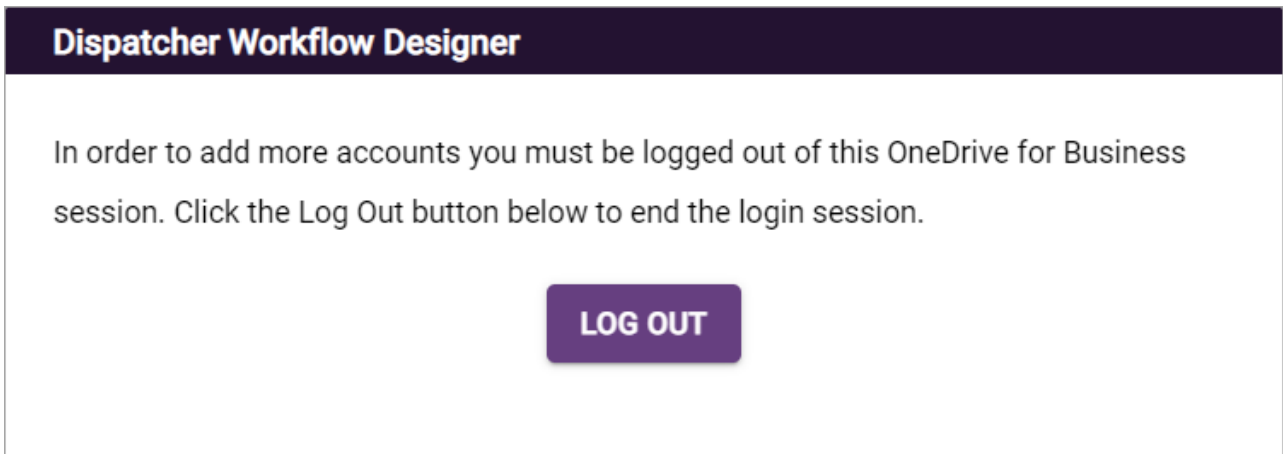 Dispatcher Workflow Designer
In order to add more accounts you must be logged out of this OneDrive for Business
session. Click the Log Out button below to end the login session.
LOG OUT